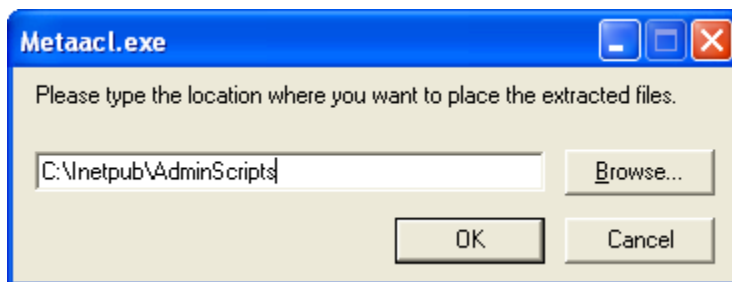 Metaacl.exe
Please type the location where you want to place the extracted files.
C:\Inetpub\AdminScripts
Browse...
OK
Cancel